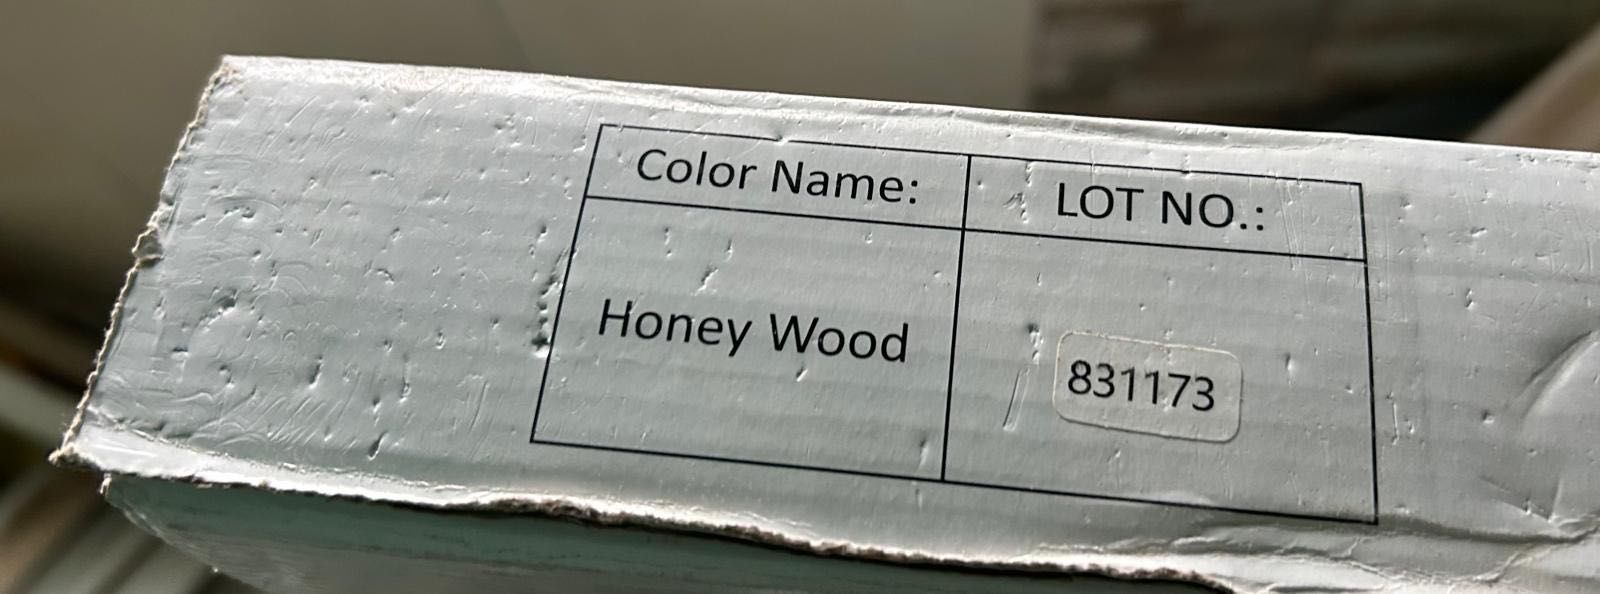 Color Name:
LOT NO.:
Honey Wood
831173